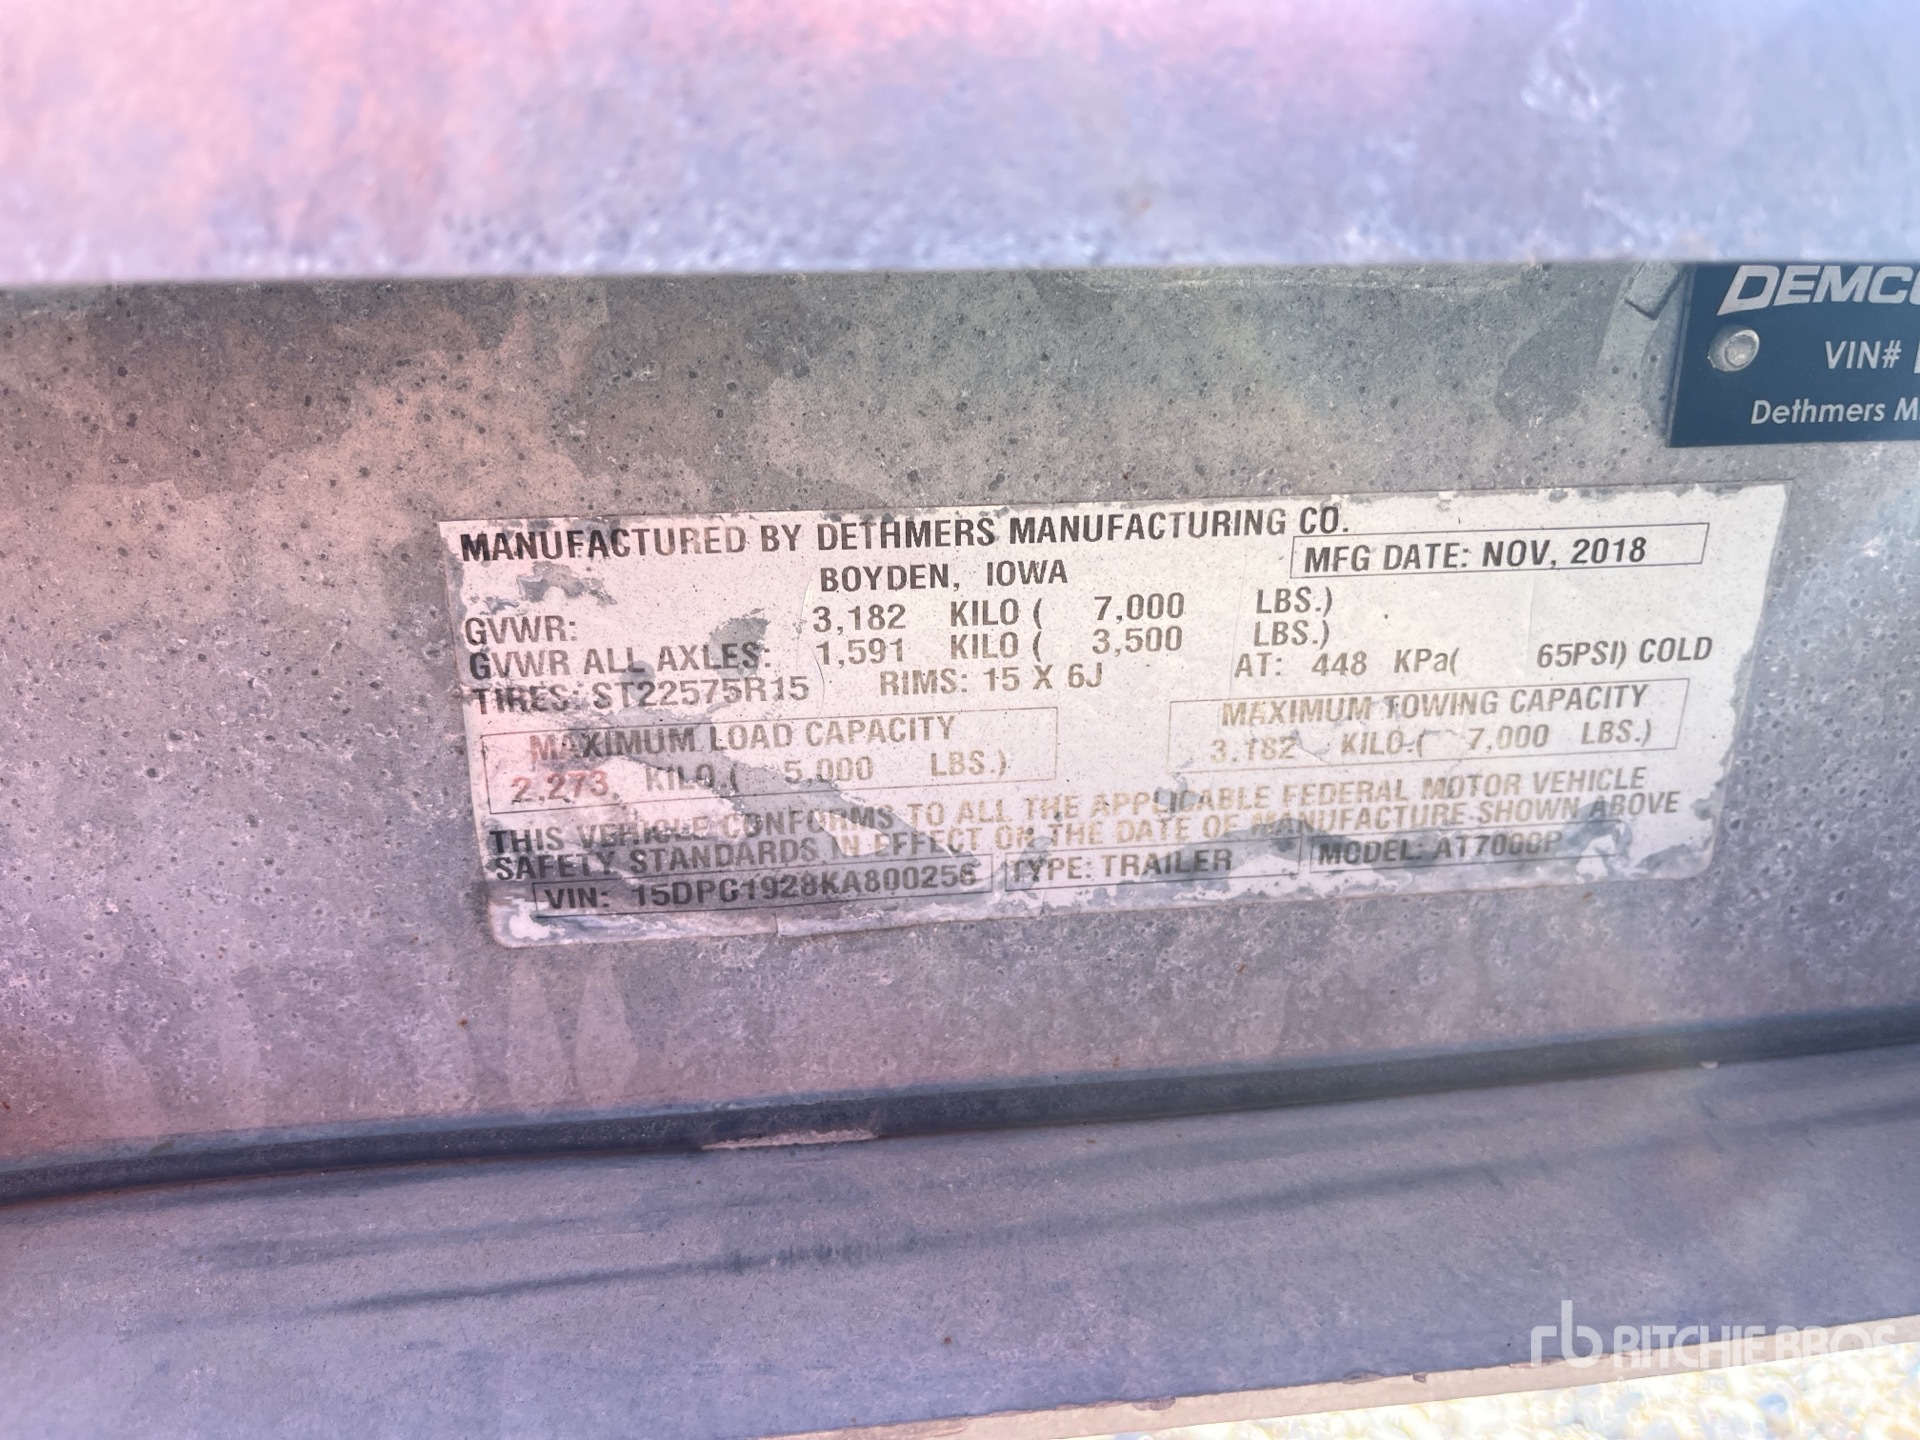 DEMCO
VIN#
Dethmers M
MANUFACTURED BY DETHMERS MANUFACTURING CO.
BOYDEN, IOWA
MFG DATE: NOV, 2018
GVWR: 3,182 KILO ( 7,000 LBS.)
GVWR ALL AXLES: 1,591 KILO ( 3,500 LBS.)
TIRES: ST22575R15 RIMS: 15 X 6J AT: 448 KPa( 65PSI) COLD
MAXIMUM LOAD CAPACITY
2,273 KILO ( 5,000 LBS.)
MAXIMUM TOWING CAPACITY
3,182 KILO ( 7,000 LBS.)
THIS VEHICLE CONFORMS TO ALL THE APPLICABLE FEDERAL MOTOR VEHICLE
SAFETY STANDARDS IN EFFECT ON THE DATE OF MANUFACTURE SHOWN ABOVE
VIN: 15DPG1928KA800256 TYPE: TRAILER MODEL: AT7000P
rb RITCHIE BROS